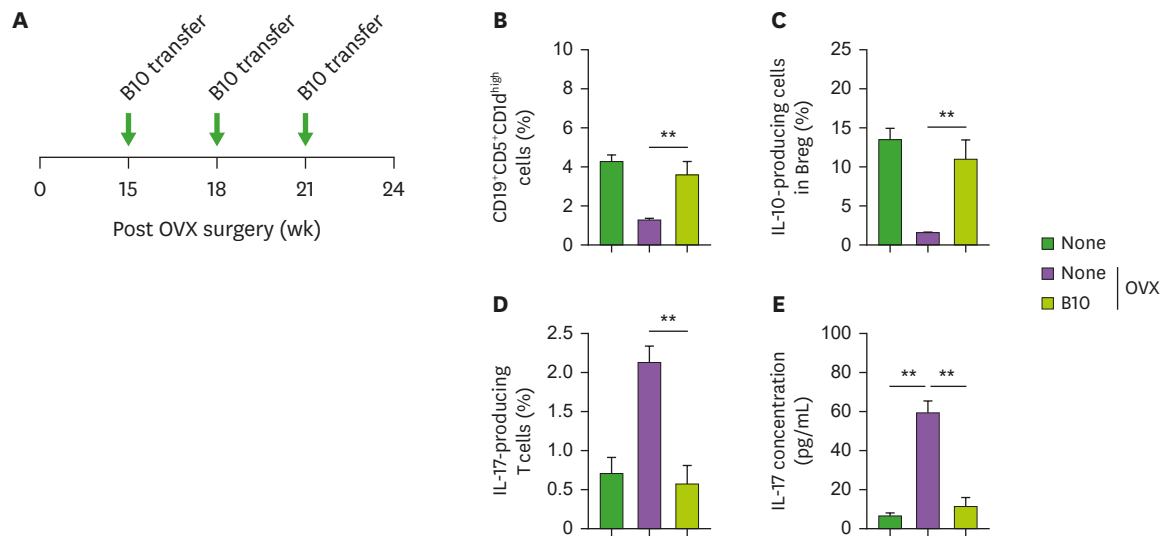 A
B10 transfer
B10 transfer
B10 transfer
0
15
18
21
24
Post OVX surgery (wk)
B
CD19⁺CD5⁺CD1dʰⁱᵍʰ
cells (%)
10
8
6
4
2
0
**
C
IL-10-producing cells
in Breg (%)
25
20
15
10
5
0
**
None
None
B10
OVX
D
IL-17-producing
T cells (%)
2.5
2.0
1.5
1.0
0.5
0
**
E
IL-17 concentration
(pg/mL)
100
80
60
40
20
0
**
**